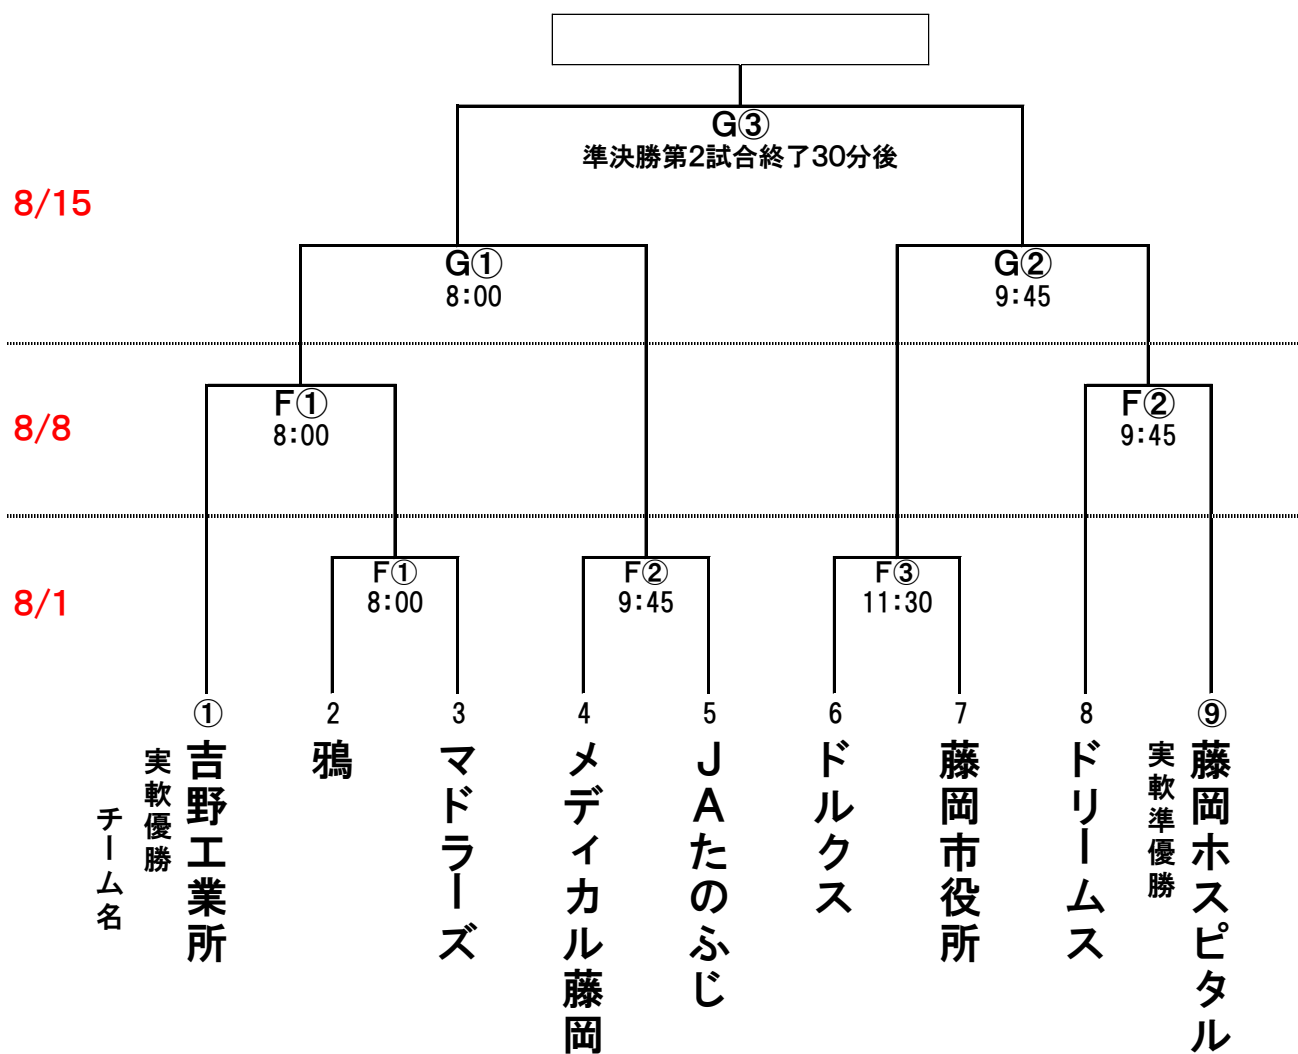 G③
準決勝第2試合終了30分後
8/15
G①
8:00
G②
9:45
8/8
F①
8:00
F②
9:45
8/1
F①
8:00
F②
9:45
F③
11:30
①
2
3
4
5
6
7
8
⑨
チーム名
実軟優勝
吉野工業所
鴉
マドラーズ
メディカル藤岡
JAたのふじ
ドルクス
藤岡市役所
ドリームス
実軟準優勝
藤岡ホスピタル